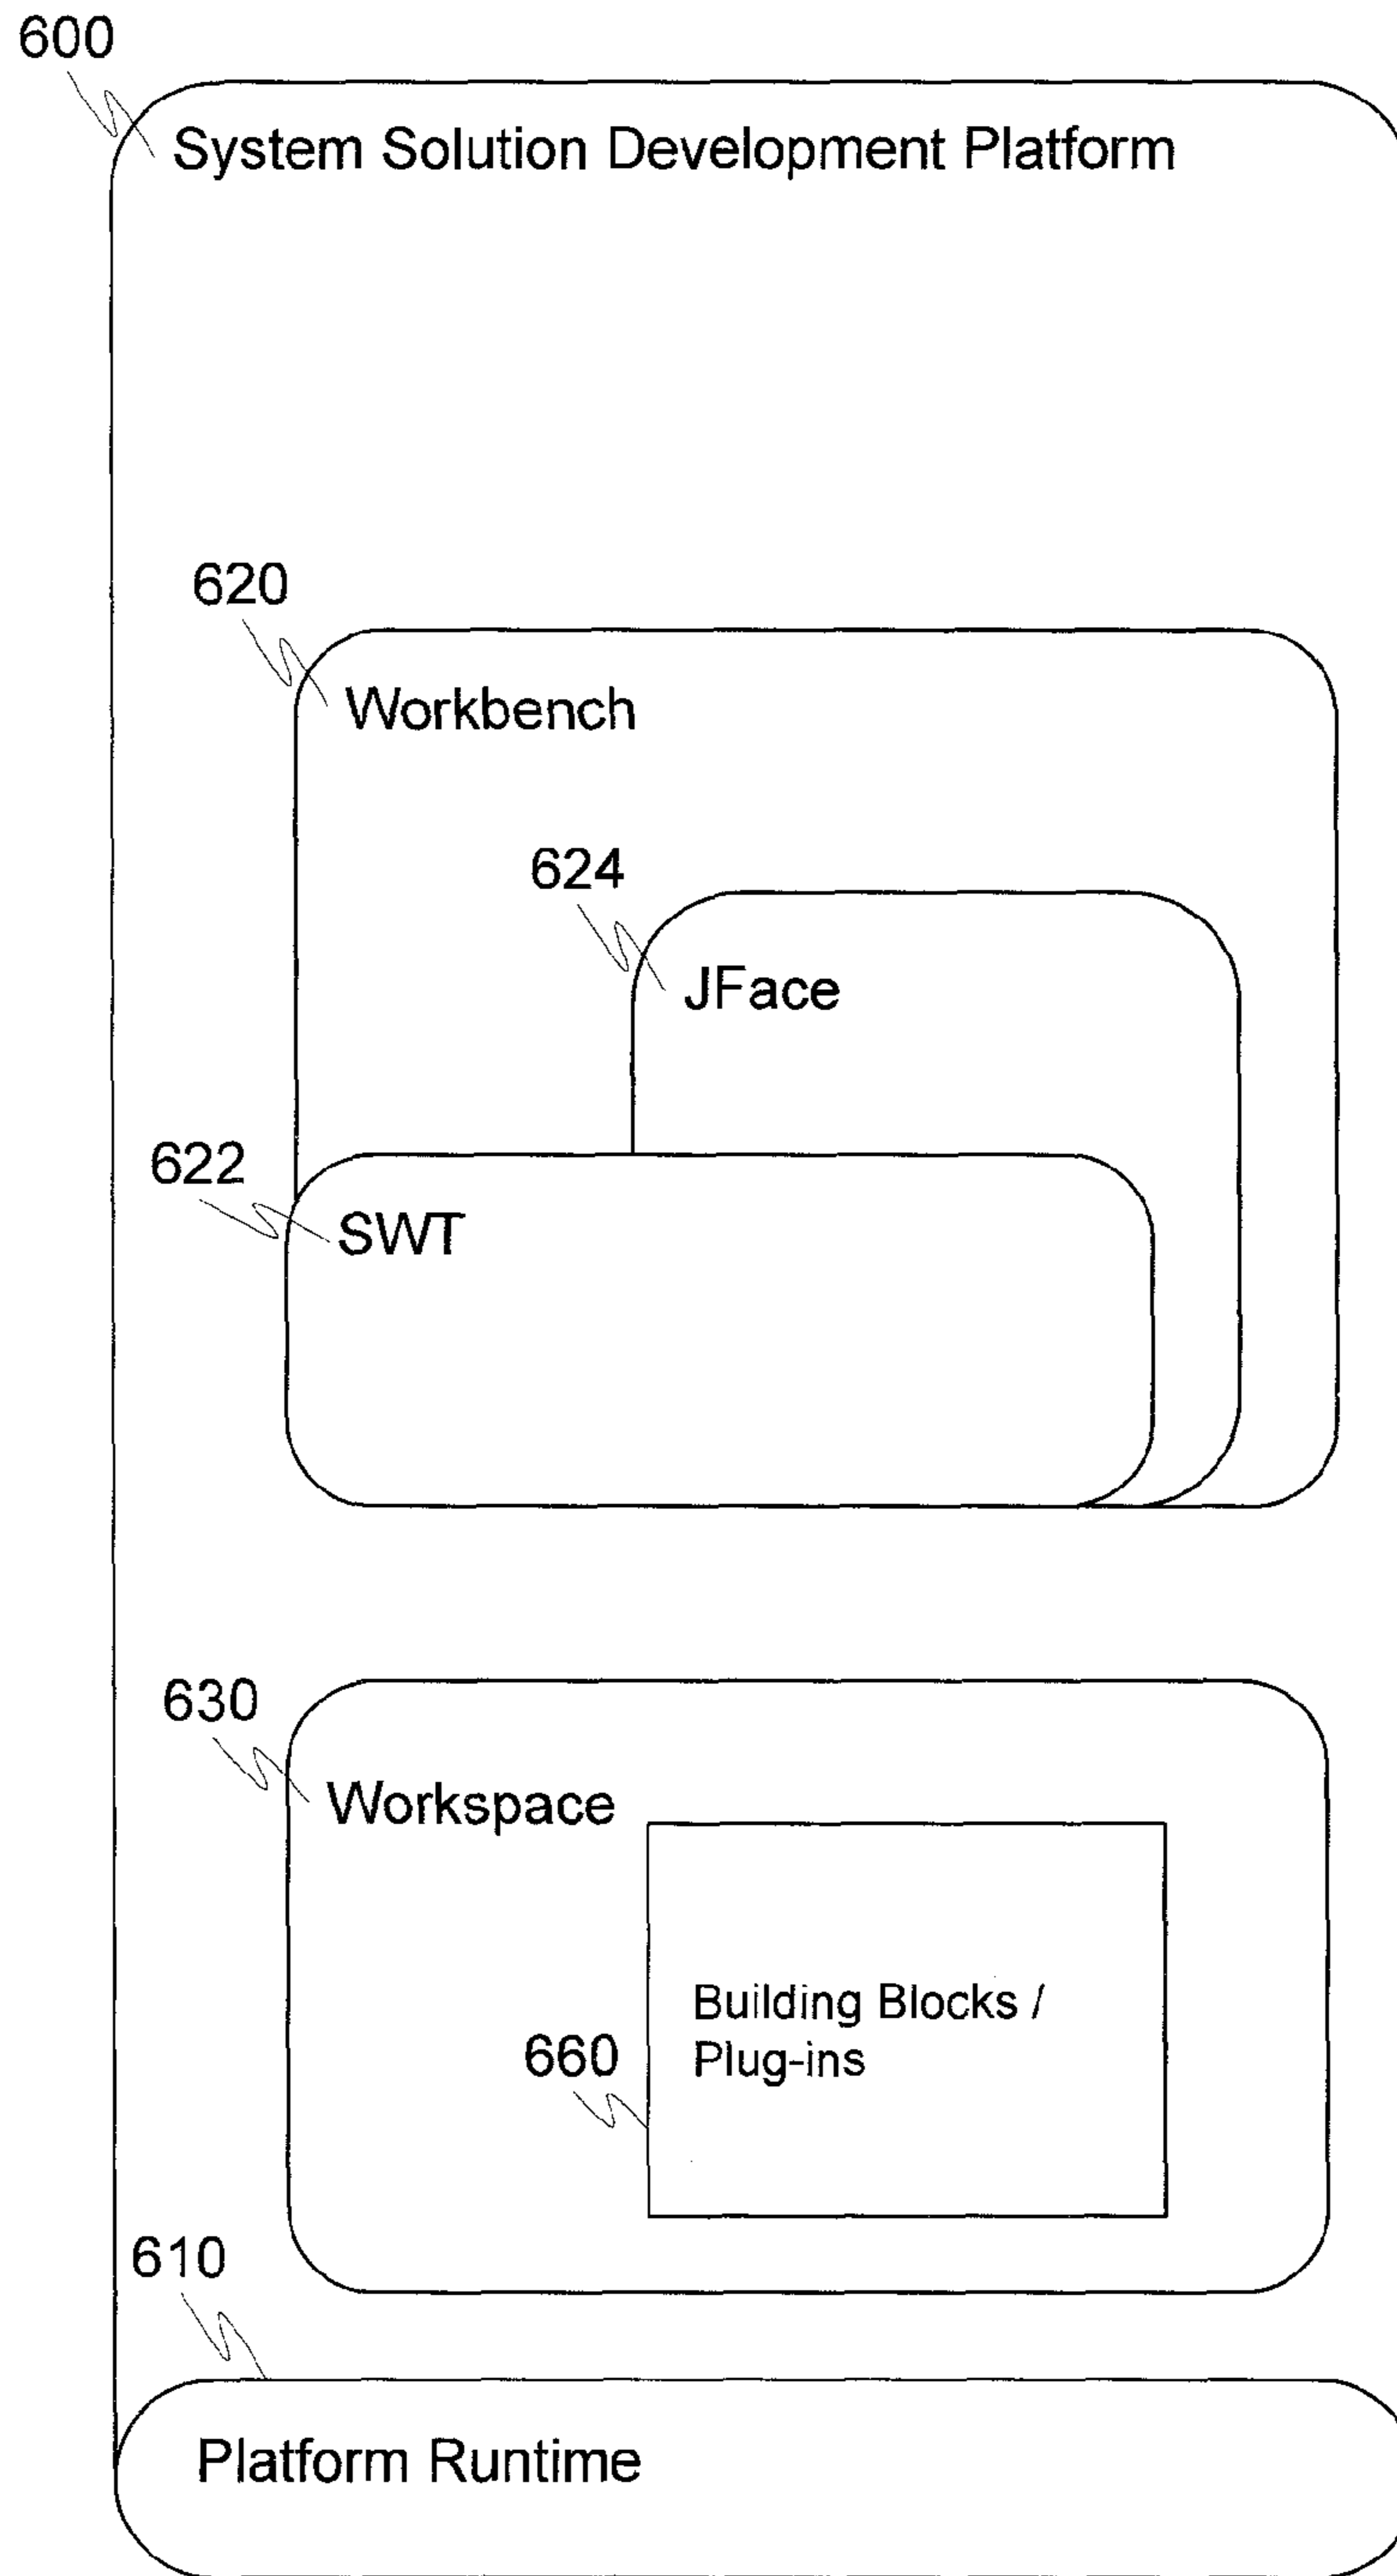 600
System Solution Development Platform
620
Workbench
624
JFace
622
SWT
630
Workspace
Building Blocks /
Plug-ins
660
610
Platform Runtime